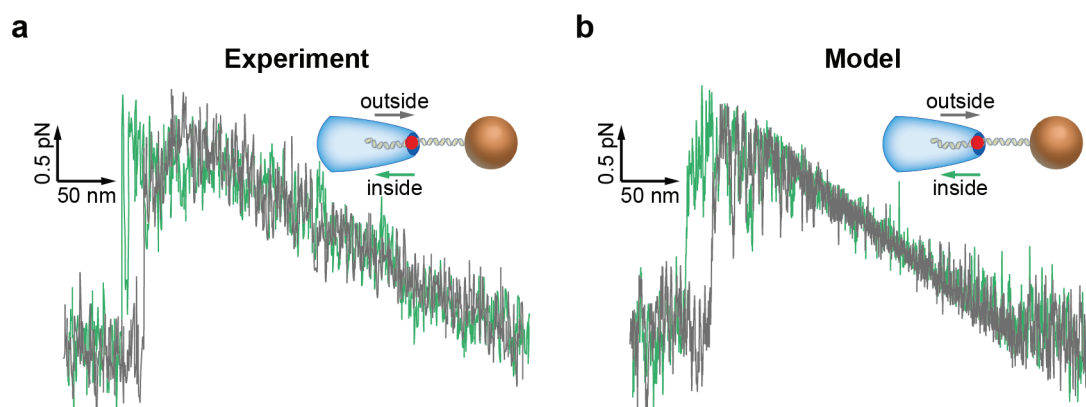 a
Experiment
outside
0.5 pN
50 nm
inside
b
Model
outside
0.5 pN
50 nm
inside